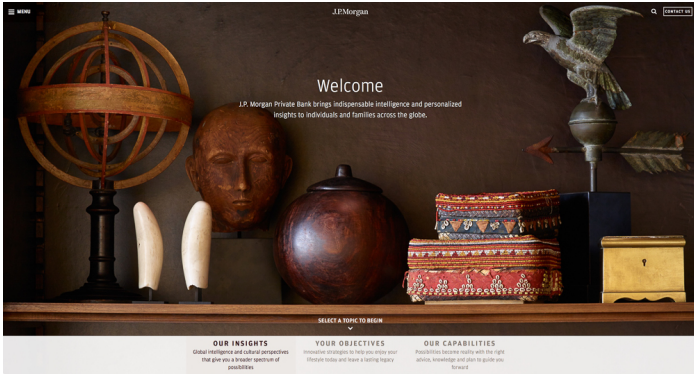 MENU
J.P.Morgan
CONTACT US
Welcome
J.P. Morgan Private Bank brings indispensable intelligence and personalized
insights to individuals and families across the globe.
SELECT A TOPIC TO BEGIN
OUR INSIGHTS
Global intelligence and cultural perspectives
that give you a broader spectrum of
possibilities
YOUR OBJECTIVES
Innovative strategies to help you enjoy your
lifestyle today and leave a lasting legacy
OUR CAPABILITIES
Possibilities become reality with the right
advice, knowledge and plan to guide you
forward